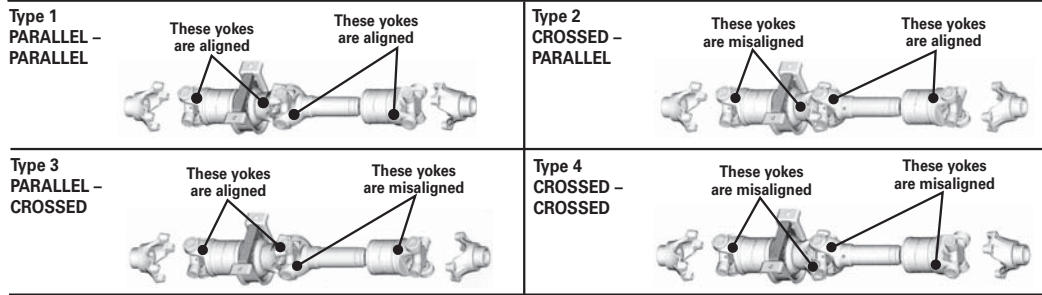 Type 1
PARALLEL –
PARALLEL
These yokes
are aligned
These yokes
are aligned
Type 2
CROSSED –
PARALLEL
These yokes
are misaligned
These yokes
are aligned
Type 3
PARALLEL –
CROSSED
These yokes
are aligned
These yokes
are misaligned
Type 4
CROSSED –
CROSSED
These yokes
are misaligned
These yokes
are misaligned